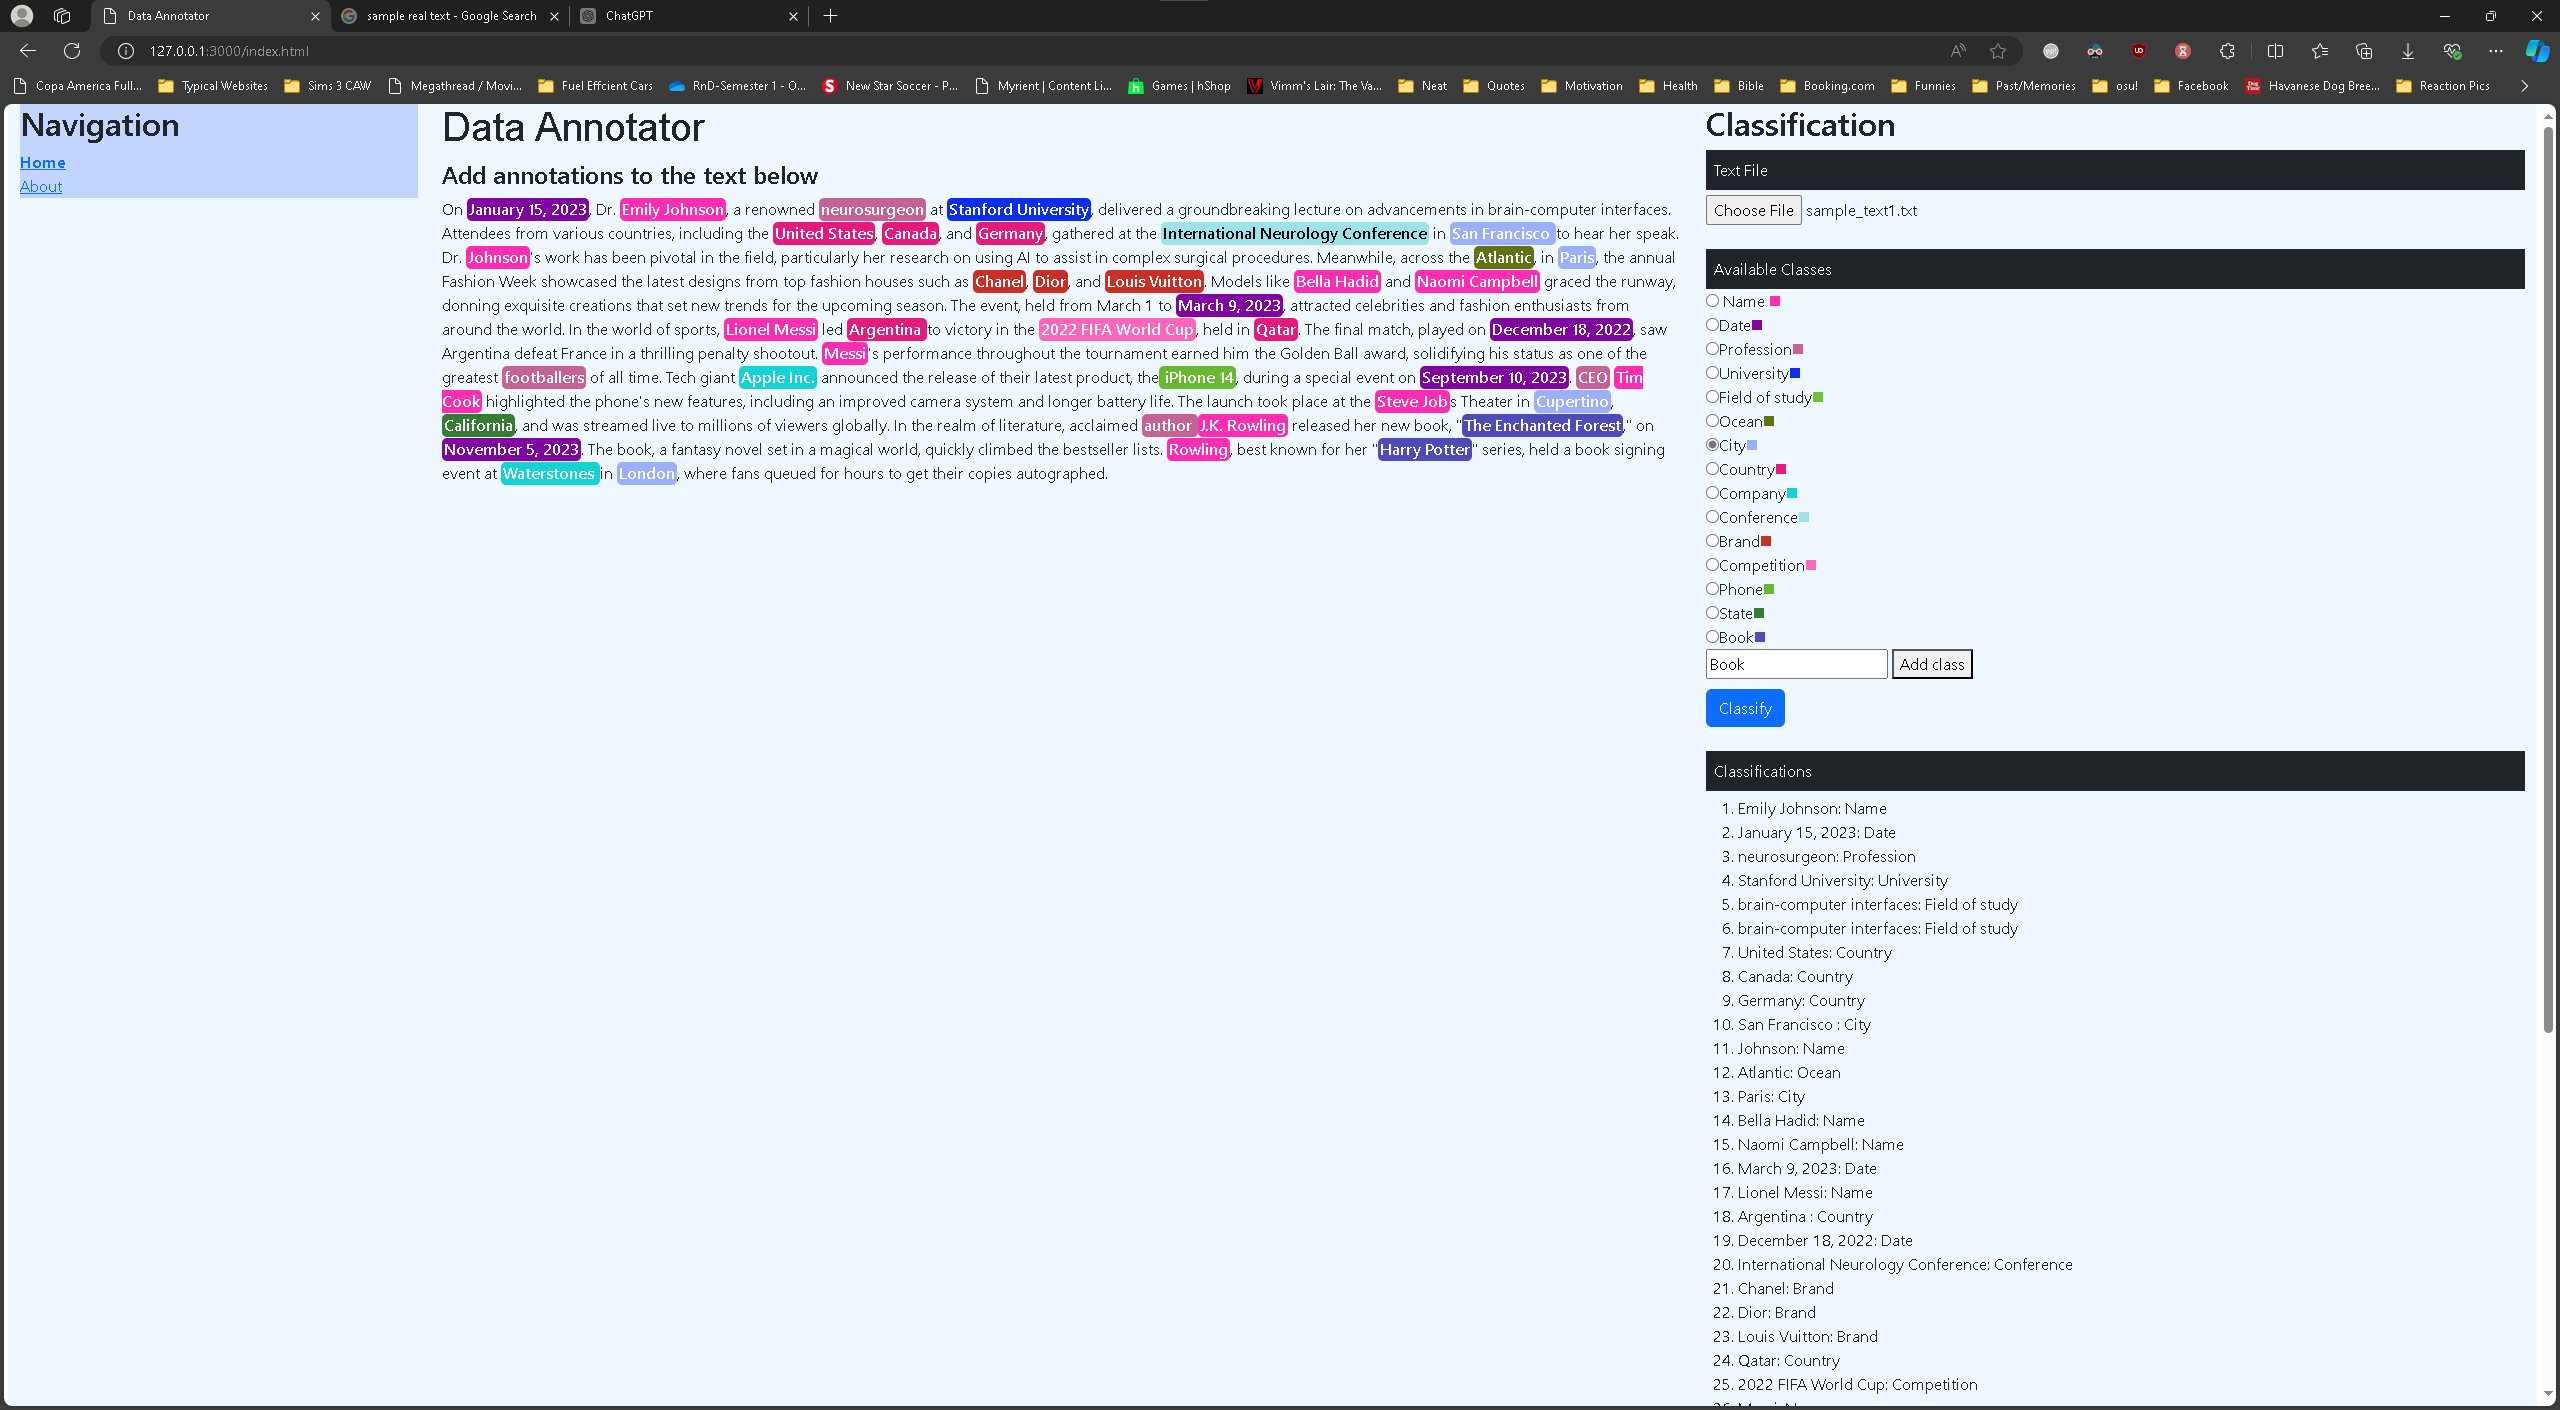 Data Annotator
sample real text - Google Search
ChatGPT
127.0.0.1:3000/index.html
Copa America Full... Typical Websites Sims 3 CAW Megathread / Movi... Fuel Effcient Cars RnD-Semester 1 - O... New Star Soccer - P... Myrient | Content Li... Games | hShop Vimm's Lair: The Va... Neat Quotes Motivation Health Bible Booking.com Funnies Past/Memories osu! Facebook Havanese Dog Bree... Reaction Pics
Navigation
Home
About
Data Annotator
Add annotations to the text below
On January 15, 2023, Dr. Emily Johnson, a renowned neurosurgeon at Stanford University, delivered a groundbreaking lecture on advancements in brain-computer interfaces.
Attendees from various countries, including the United States, Canada, and Germany, gathered at the International Neurology Conference in San Francisco to hear her speak.
Dr. Johnson's work has been pivotal in the field, particularly her research on using AI to assist in complex surgical procedures. Meanwhile, across the Atlantic, in Paris, the annual
Fashion Week showcased the latest designs from top fashion houses such as Chanel, Dior, and Louis Vuitton. Models like Bella Hadid and Naomi Campbell graced the runway,
donning exquisite creations that set new trends for the upcoming season. The event, held from March 1 to March 9, 2023, attracted celebrities and fashion enthusiasts from
around the world. In the world of sports, Lionel Messi led Argentina to victory in the 2022 FIFA World Cup, held in Qatar. The final match, played on December 18, 2022, saw
Argentina defeat France in a thrilling penalty shootout. Messi's performance throughout the tournament earned him the Golden Ball award, solidifying his status as one of the
greatest footballers of all time. Tech giant Apple Inc. announced the release of their latest product, the iPhone 14, during a special event on September 10, 2023. CEO Tim
Cook highlighted the phone's new features, including an improved camera system and longer battery life. The launch took place at the Steve Jobs Theater in Cupertino,
California, and was streamed live to millions of viewers globally. In the realm of literature, acclaimed author J.K. Rowling released her new book, "The Enchanted Forest," on
November 5, 2023. The book, a fantasy novel set in a magical world, quickly climbed the bestseller lists. Rowling, best known for her "Harry Potter" series, held a book signing
event at Waterstones in London, where fans queued for hours to get their copies autographed.
Classification
Text File
Choose File sample_text1.txt
Available Classes
Name
Date
Profession
University
Field of study
Ocean
City
Country
Company
Conference
Brand
Competition
Phone
State
Book
Book Add class
Classify
Classifications
1. Emily Johnson: Name
2. January 15, 2023: Date
3. neurosurgeon: Profession
4. Stanford University: University
5. brain-computer interfaces: Field of study
6. brain-computer interfaces: Field of study
7. United States: Country
8. Canada: Country
9. Germany: Country
10. San Francisco : City
11. Johnson: Name
12. Atlantic: Ocean
13. Paris: City
14. Bella Hadid: Name
15. Naomi Campbell: Name
16. March 9, 2023: Date
17. Lionel Messi: Name
18. Argentina : Country
19. December 18, 2022: Date
20. International Neurology Conference: Conference
21. Chanel: Brand
22. Dior: Brand
23. Louis Vuitton: Brand
24. Qatar: Country
25. 2022 FIFA World Cup: Competition